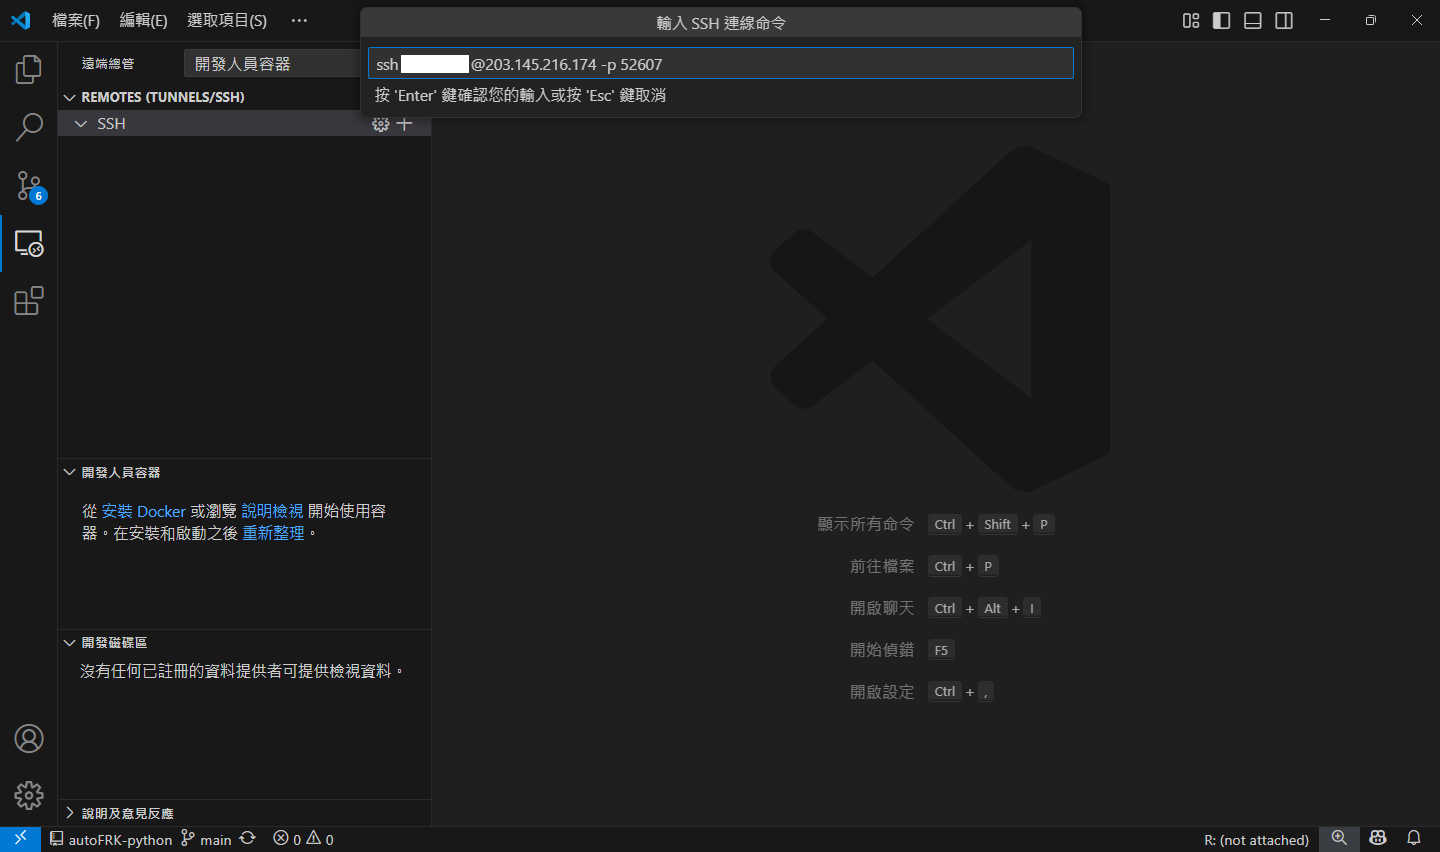 檔案(F) 編輯(E) 選取項目(S) ···
輸入 SSH 連線命令
ssh @203.145.216.174 -p 52607
按 'Enter' 鍵確認您的輸入或按 'Esc' 鍵取消
遠端總管
開發人員容器
REMOTES (TUNNELS/SSH)
SSH
6
開發人員容器
從 安裝 Docker 或瀏覽 說明檢視 開始使用容
器。在安裝和啟動之後 重新整理。
開發磁碟區
沒有任何已註冊的資料提供者可提供檢視資料。
說明及意見反應
顯示所有命令 Ctrl + Shift + P
前往檔案 Ctrl + P
開啟聊天 Ctrl + Alt + I
開始偵錯 F5
開啟設定 Ctrl + ,
autoFRK-python main 0 0
R: (not attached)